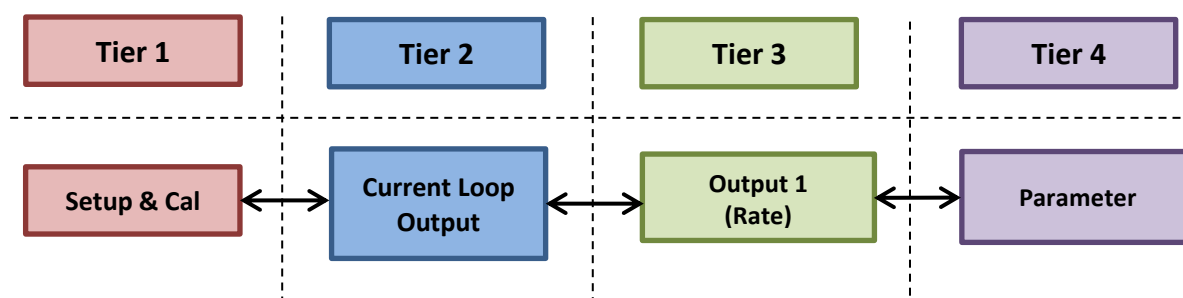 Tier 1
Tier 2
Tier 3
Tier 4
Setup & Cal
Current Loop
Output
Output 1
(Rate)
Parameter